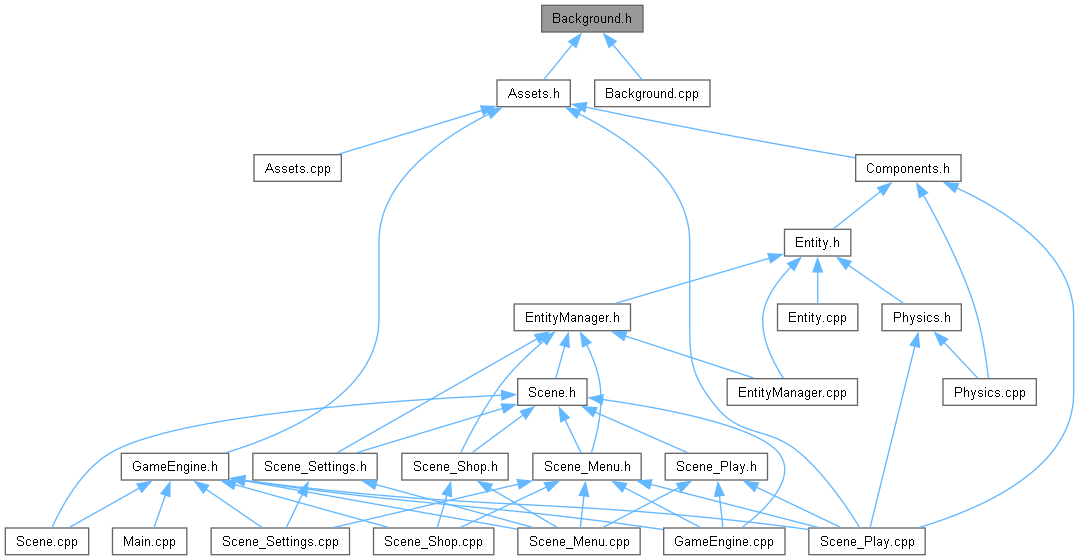 Background.h
Assets.h
Background.cpp
Assets.cpp
Components.h
Entity.h
EntityManager.h
Entity.cpp
Physics.h
Scene.h
EntityManager.cpp
Physics.cpp
GameEngine.h
Scene_Settings.h
Scene_Shop.h
Scene_Menu.h
Scene_Play.h
Scene.cpp
Main.cpp
Scene_Settings.cpp
Scene_Shop.cpp
Scene_Menu.cpp
GameEngine.cpp
Scene_Play.cpp